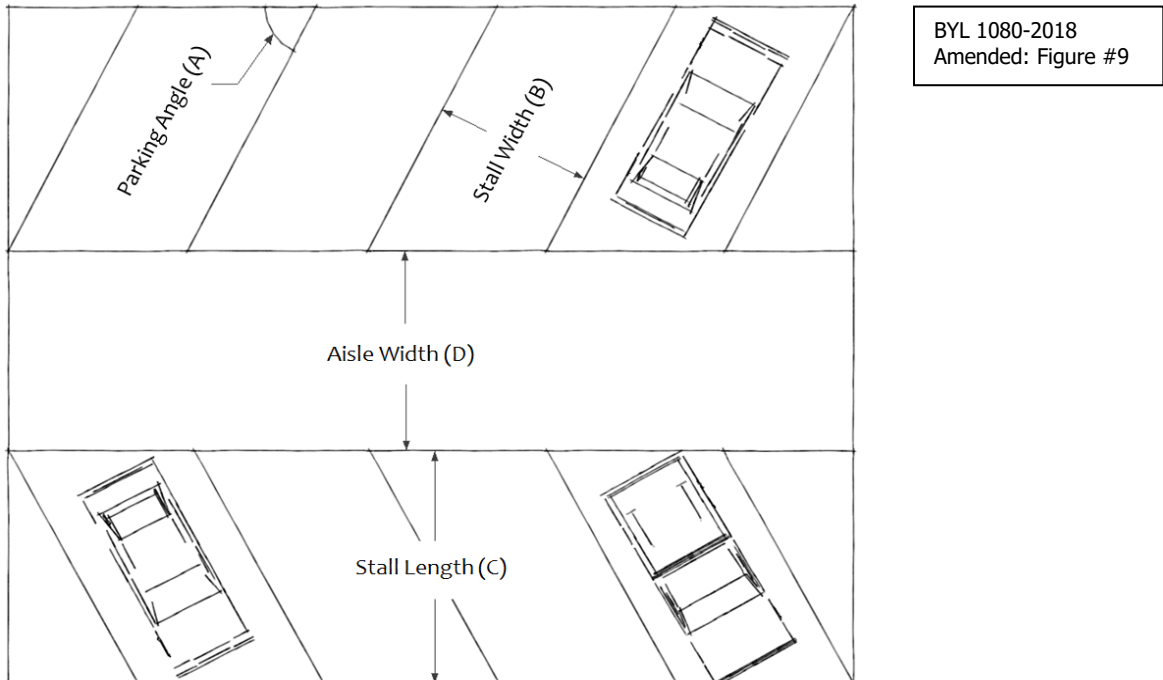 BYL 1080-2018
Amended: Figure #9
Parking Angle (A)
Stall Width (B)
Aisle Width (D)
Stall Length (C)